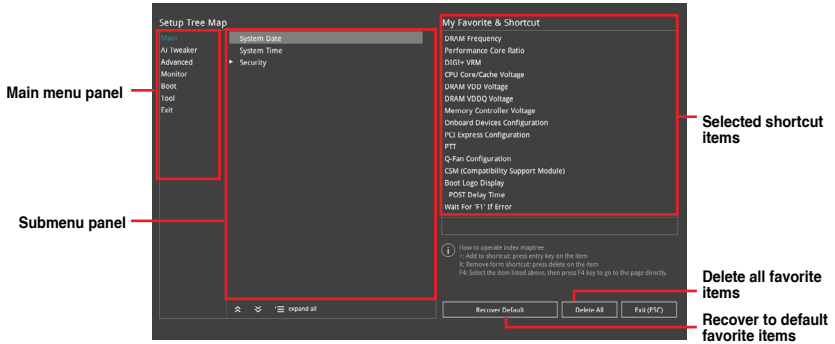 Setup Tree Map
Main
Ai Tweaker
Advanced
Monitor
Boot
Tool
Exit
System Date
System Time
Security
expand all
My Favorite & Shortcut
DRAM Frequency
Performance Core Ratio
DIGI+ VRM
CPU Core/Cache Voltage
DRAM VDD Voltage
DRAM VDDQ Voltage
Memory Controller Voltage
Onboard Devices Configuration
PCI Express Configuration
PTT
Q-Fan Configuration
CSM (Compatibility Support Module)
Boot Logo Display
POST Delay Time
Wait For 'F1' If Error
How to operate index maptree
+: Add to shortcut: press entry key on the item
X: Remove form shortcut: press delete on the item
F4: Select the item listed above, then press F4 key to go to the page directly.
Recover Default
Delete All
Exit (ESC)
Main menu panel
Submenu panel
Selected shortcut
items
Delete all favorite
items
Recover to default
favorite items